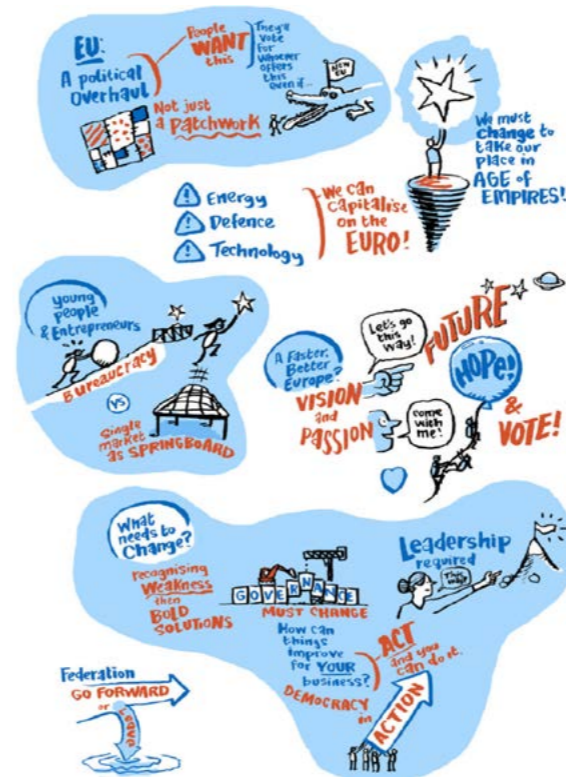 EU:
A political
Overhaul
People
WANT
this
They'll
Vote
for
Whoever
offers
this
even if...
NEW
EU
Not just
a PATCHWORK
We must
change to
take our
place in
AGE of
EMPIRES!
Energy
Defence
Technology
We can
capitalise
on the
EURO!
Young
people
& Entrepreneurs
Bureaucracy
VS
Single
market
as SPRINGBOARD
A Faster,
Better
Europe?
Let's go
this
way!
FUTURE
VISION
and
PASSION
come
with
me!
HOPE!
&
VOTE!
What
needs to
Change?
recognising
Weakness
then
BOLD
SOLUTIONS
GOVERNANCE
MUST CHANGE
How can
things
improve
for YOUR
business?
Leadership
required
This
way!
ACT
and you
can do it.
DEMOCRACY
in
ACTION
Federation
GO FORWARD
or
Leave